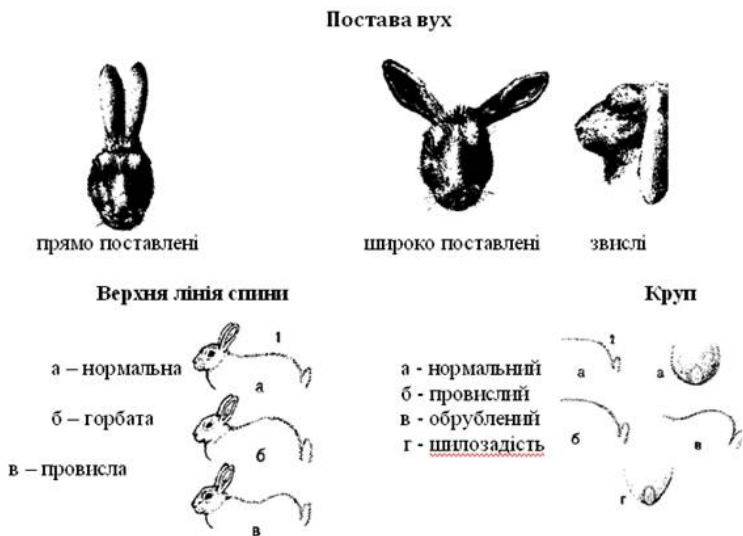 Постава вух
прямо поставлені
широко поставлені
звислі
Верхня лінія спини
а – нормальна
б – горбата
в – провисла
1
а
б
в
Круп
а - нормальний
б - провислий
в - обрублений
г - шилозадість
2
а
а
б
в
г